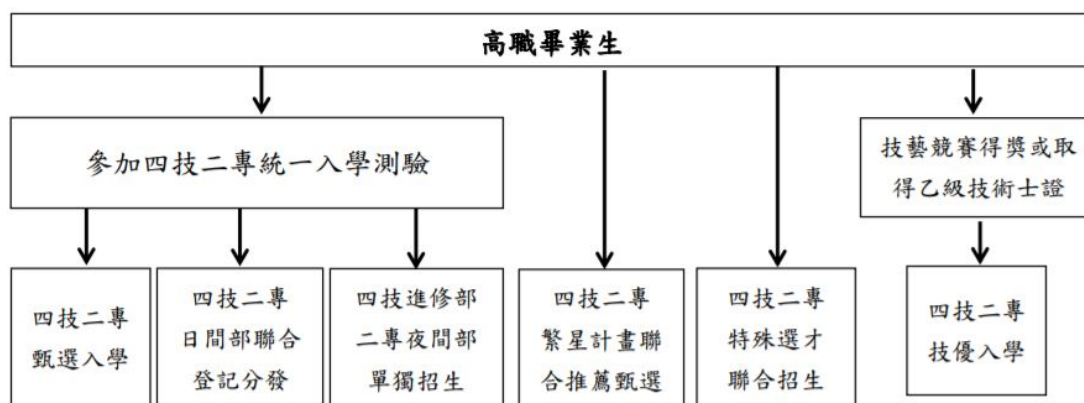 高職畢業生
參加四技二專統一入學測驗
技藝競賽得獎或取
得乙級技術士證
四技二專
甄選入學
四技二專
日間部聯合
登記分發
四技進修部
二專夜間部
單獨招生
四技二專
繁星計畫聯
合推薦甄選
四技二專
特殊選才
聯合招生
四技二專
技優入學